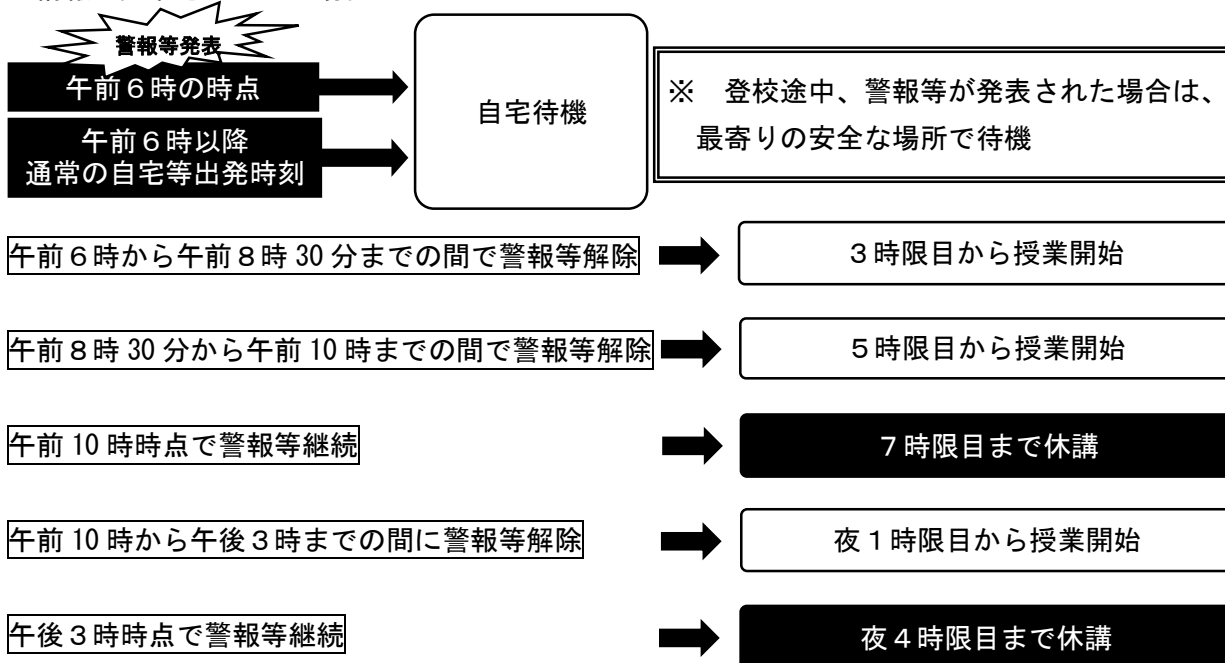 警報等発表
午前６時の時点
午前６時以降
通常の自宅等出発時刻
自宅待機
※　登校途中、警報等が発表された場合は、
最寄りの安全な場所で待機
午前６時から午前８時 30 分までの間で警報等解除
３時限目から授業開始
午前８時 30 分から午前 10 時までの間で警報等解除
５時限目から授業開始
午前 10 時時点で警報等継続
７時限目まで休講
午前 10 時から午後３時までの間に警報等解除
夜１時限目から授業開始
午後３時時点で警報等継続
夜４時限目まで休講